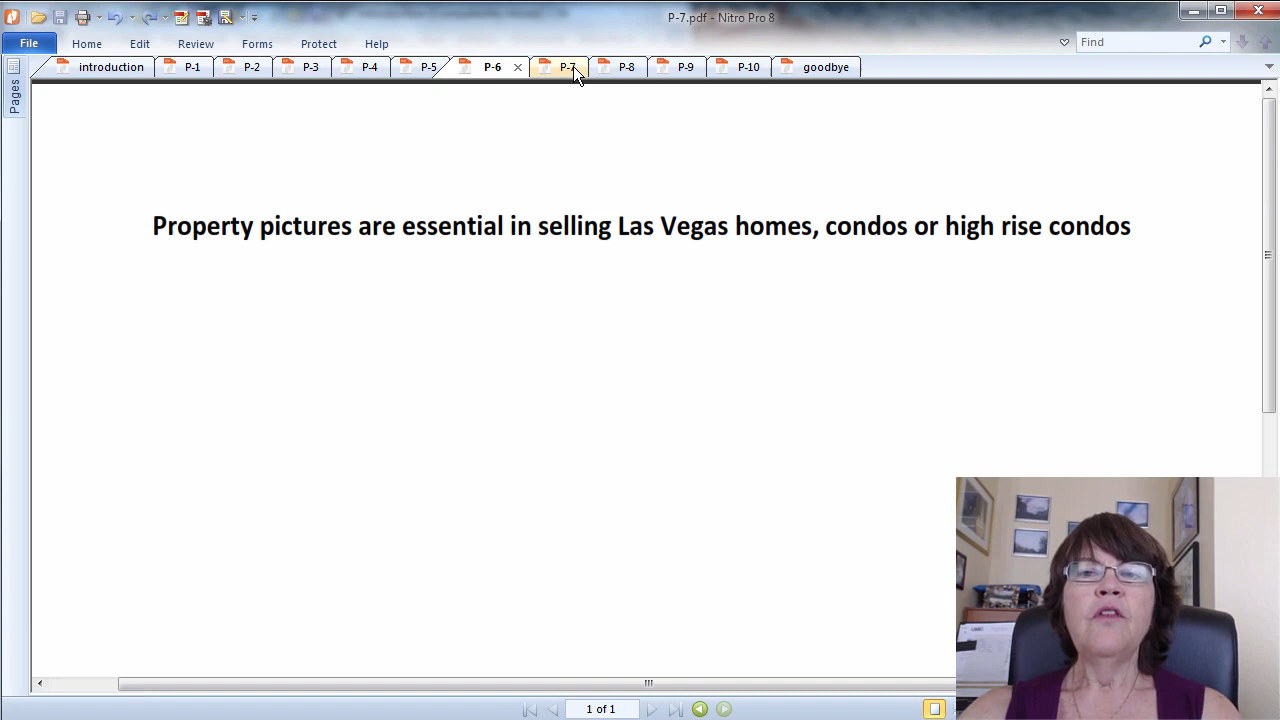 P-7.pdf - Nitro Pro 8
File Home Edit Review Forms Protect Help Find
introduction P-1 P-2 P-3 P-4 P-5 P-6 P-7 P-8 P-9 P-10 goodbye
Pages
Property pictures are essential in selling Las Vegas homes, condos or high rise condos
1 of 1